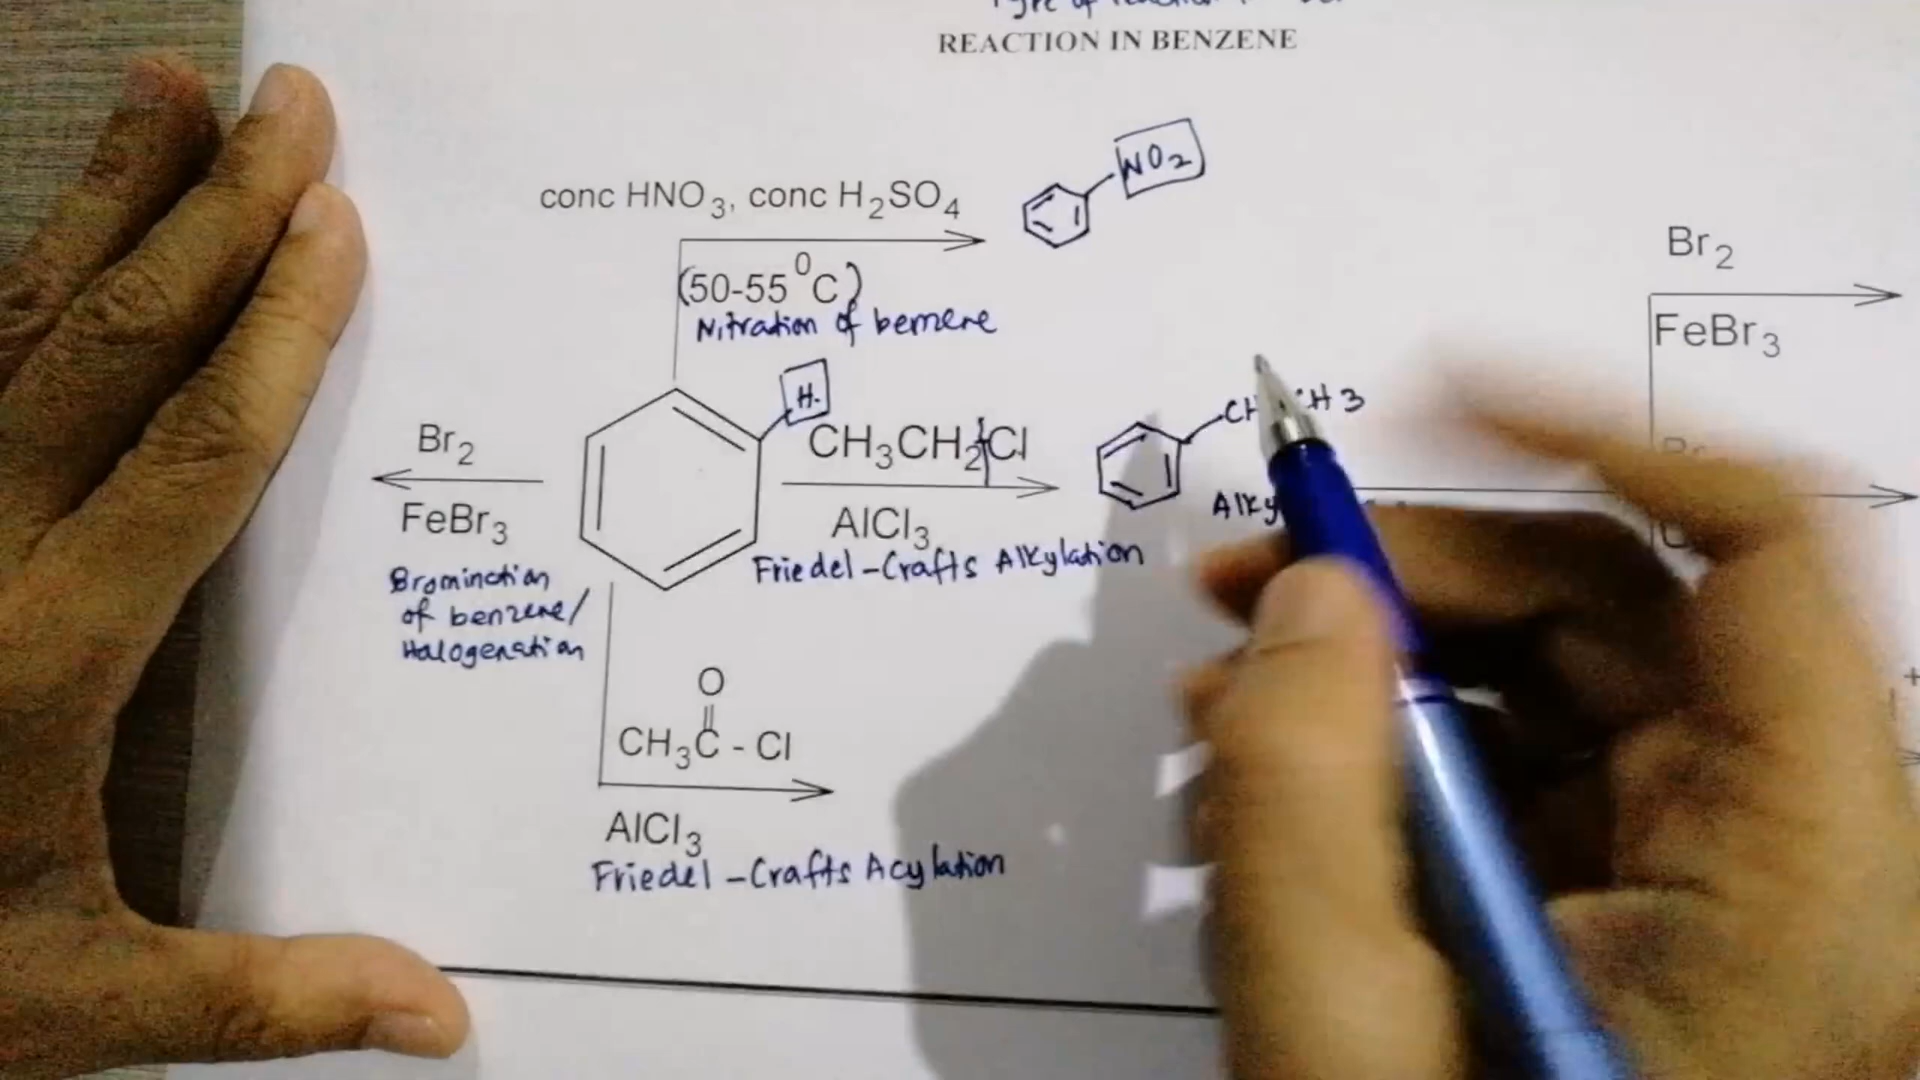 REACTION IN BENZENE
NO2
conc HNO3, conc H2SO4
(50-55 0C)
Nitration of bemene
Br2
FeBr3
H.
CH3CH2Cl
AlCl3
Friedel-Crafts Alkylation
Br2
FeBr3
Bromination
of benzene/
Halogenation
O
CH3C - Cl
AlCl3
Friedel-Crafts Acylation
+